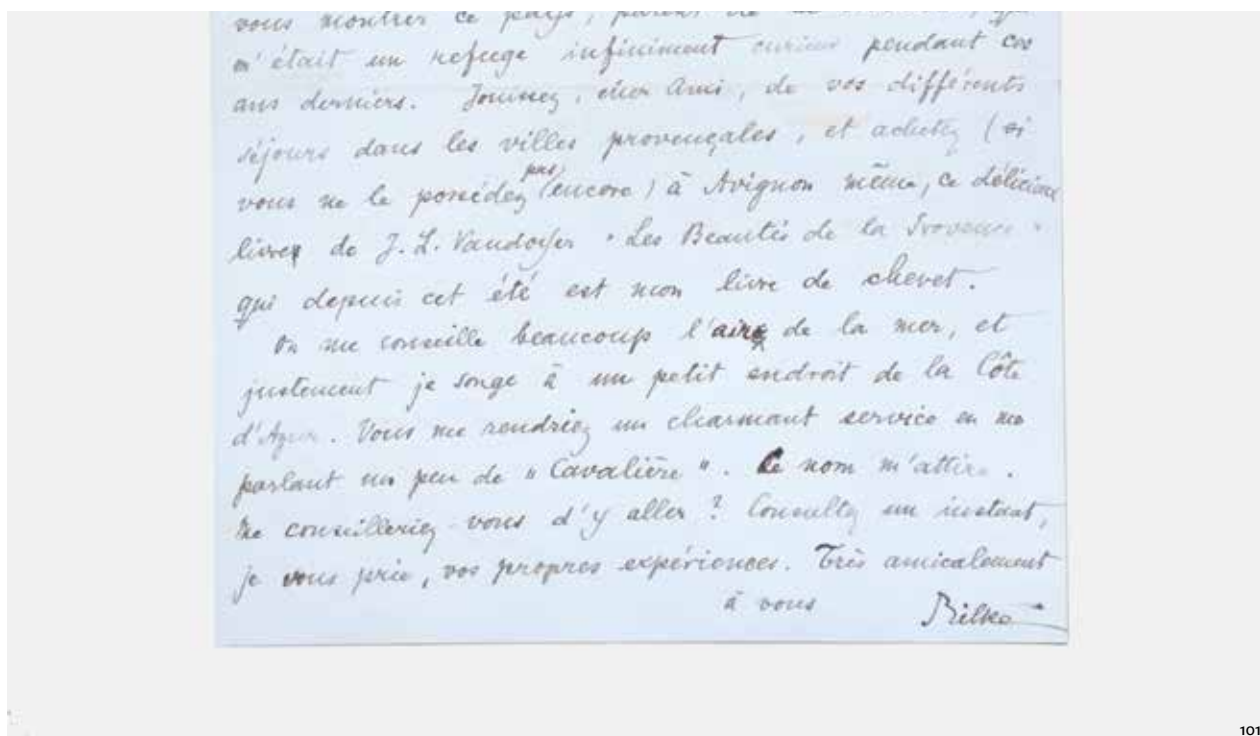 vous montrer ce pays, parent de
m'était un refuge infiniment curieux pendant ces
ans derniers. Jouissez, cher Ami, de vos différents
séjours dans les villes provençales, et achetez (si
vous ne le possédez pas encore) à Avignon même, ce délicieux
livre de J. L. Vaudoyer "Les Beautés de la Provence"
qui depuis cet été est mon livre de chevet.
On me conseille beaucoup l'air de la mer, et
justement je songe à un petit endroit de la Côte
d'Azur. Vous me rendriez un charmant service en me
parlant un peu de "Cavalière". Le nom m'attire.
Me conseilleriez-vous d'y aller? Consultez un instant,
je vous prie, vos propres expériences. Très amicalement
à vous Rilke
101